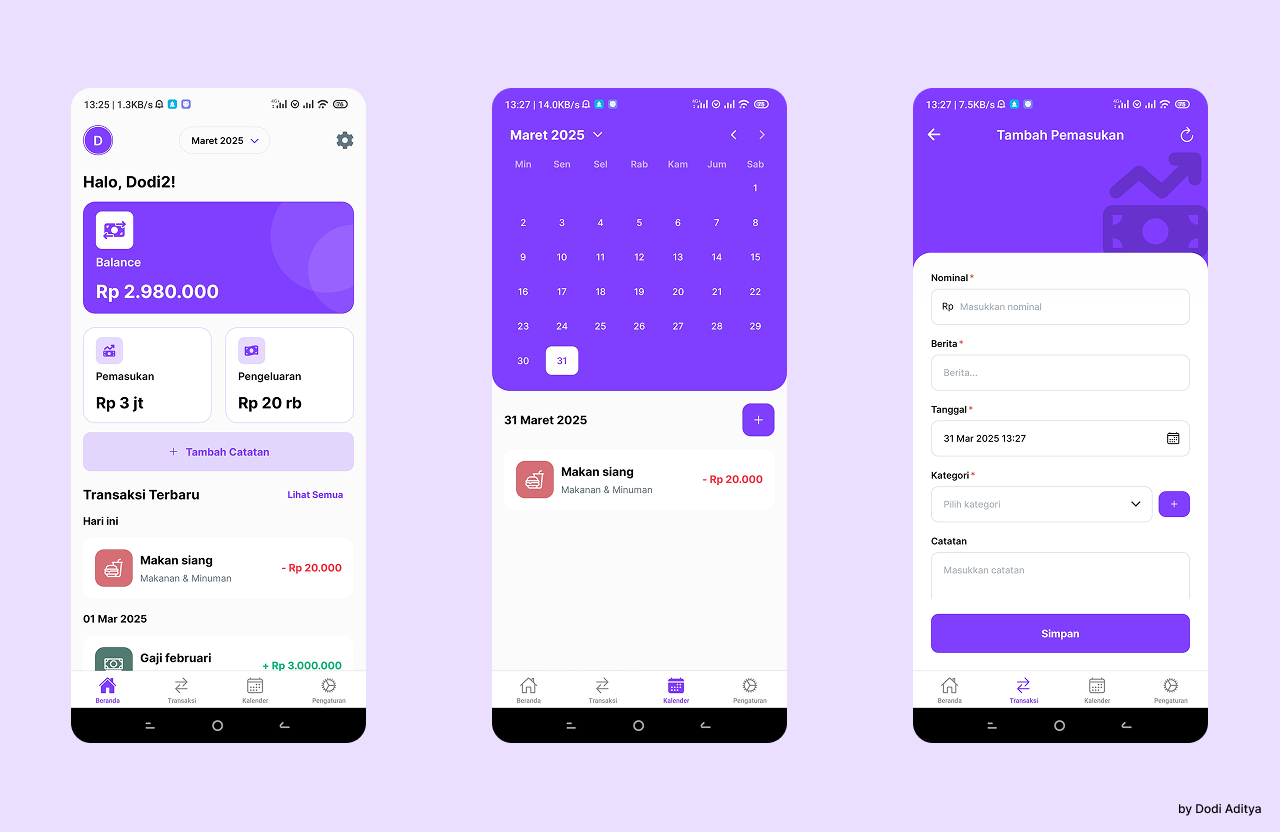 13:25 | 1.3KB/s 4G 76
D Maret 2025
Halo, Dodi2!
Balance
Rp 2.980.000
Pemasukan Pengeluaran
Rp 3 jt Rp 20 rb
+ Tambah Catatan
Transaksi Terbaru Lihat Semua
Hari ini
Makan siang
- Rp 20.000
Makanan & Minuman
01 Mar 2025
Gaji februari
+ Rp 3.000.000
Beranda Transaksi Kalender Pengaturan
13:27 | 14.0KB/s 4G
Maret 2025
Min Sen Sel Rab Kam Jum Sab
1
2 3 4 5 6 7 8
9 10 11 12 13 14 15
16 17 18 19 20 21 22
23 24 25 26 27 28 29
30 31
31 Maret 2025 +
Makan siang
- Rp 20.000
Makanan & Minuman
Beranda Transaksi Kalender Pengaturan
13:27 | 7.5KB/s 4G
Tambah Pemasukan
Nominal*
Rp Masukkan nominal
Berita*
Berita...
Tanggal*
31 Mar 2025 13:27
Kategori*
Pilih kategori +
Catatan
Masukkan catatan
Simpan
Beranda Transaksi Kalender Pengaturan
by Dodi Aditya